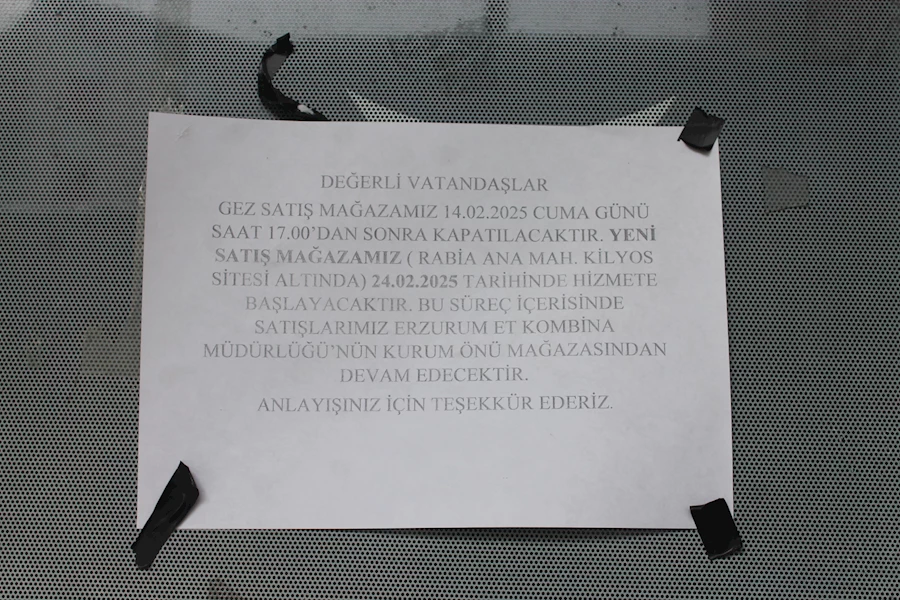 DEĞERLİ VATANDAŞLAR
GEZ SATIŞ MAĞAZAMIZ 14.02.2025 CUMA GÜNÜ
SAAT 17.00’DAN SONRA KAPATILACAKTIR. YENİ
SATIŞ MAĞAZAMIZ ( RABİA ANA MAH. KİLYOS
SİTESİ ALTINDA) 24.02.2025 TARİHİNDE HİZMETE
BAŞLAYACAKTIR. BU SÜREÇ İÇERİSİNDE
SATIŞLARIMIZ ERZURUM ET KOMBİNA
MÜDÜRLÜĞÜ’NÜN KURUM ÖNÜ MAĞAZASINDAN
DEVAM EDECEKTİR.
ANLAYIŞINIZ İÇİN TEŞEKKÜR EDERİZ.